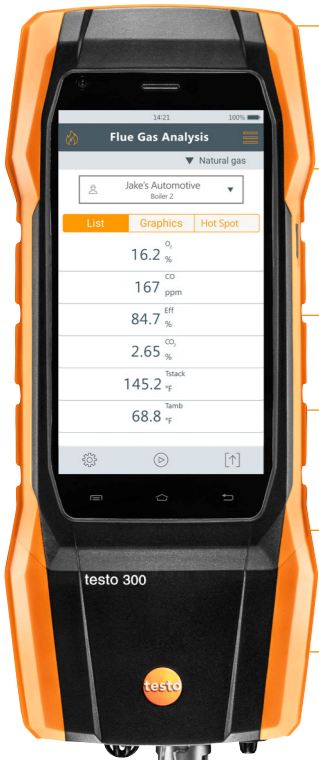 14:21 100%
Flue Gas Analysis
▼ Natural gas
Jake's Automotive ▼
Boiler 2
List Graphics Hot Spot
16.2 O₂ %
167 CO ppm
84.7 Eff %
2.65 CO₂ %
145.2 Tstack °F
68.8 Tamb °F
testo 300
testo